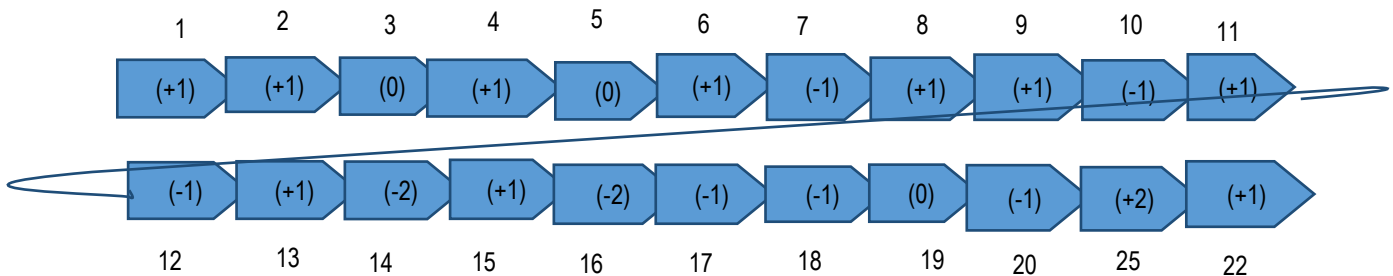 1 2 3 4 5 6 7 8 9 10 11
(+1) (+1) (0) (+1) (0) (+1) (-1) (+1) (+1) (-1) (+1)
(-1) (+1) (-2) (+1) (-2) (-1) (-1) (0) (-1) (+2) (+1)
12 13 14 15 16 17 18 19 20 25 22